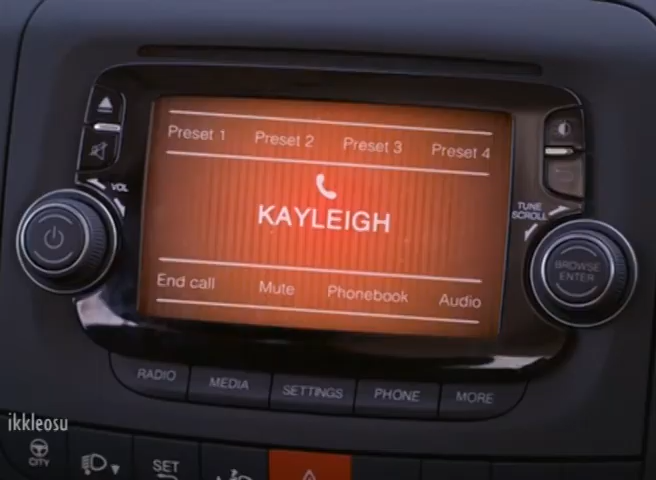 Preset 1 Preset 2 Preset 3 Preset 4
VOL
TUNE
SCROLL
KAYLEIGH
BROWSE
ENTER
End call Mute Phonebook Audio
RADIO MEDIA SETTINGS PHONE MORE
ikkleosu
CITY
SET